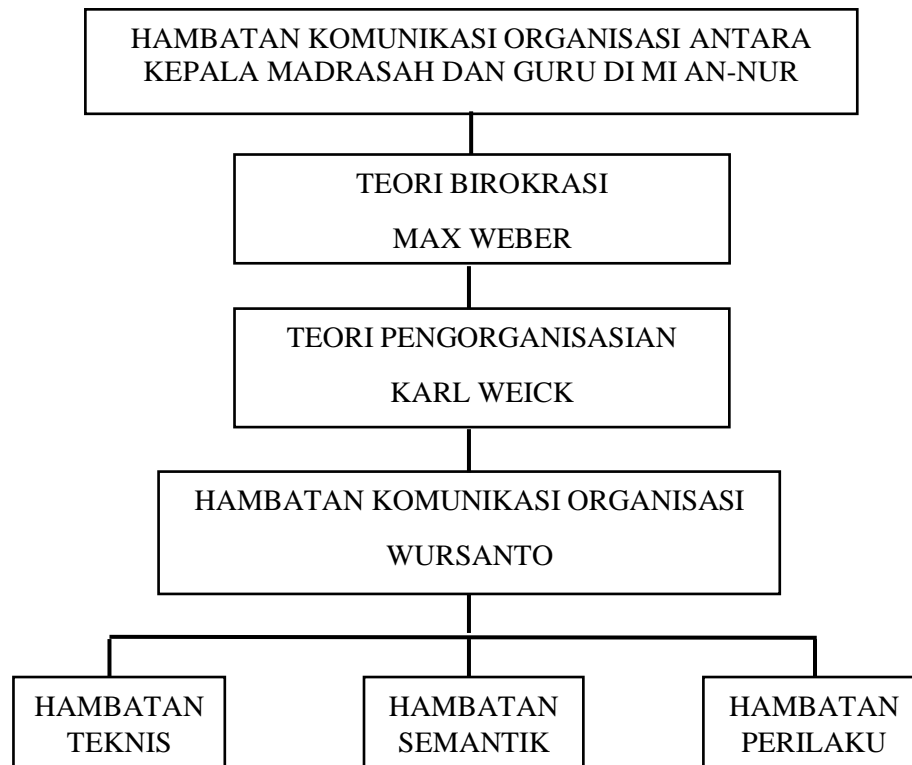 HAMBATAN KOMUNIKASI ORGANISASI ANTARA
KEPALA MADRASAH DAN GURU DI MI AN-NUR
TEORI BIROKRASI
MAX WEBER
TEORI PENGORGANISASIAN
KARL WEICK
HAMBATAN KOMUNIKASI ORGANISASI
WURSANTO
HAMBATAN
TEKNIS
HAMBATAN
SEMANTIK
HAMBATAN
PERILAKU